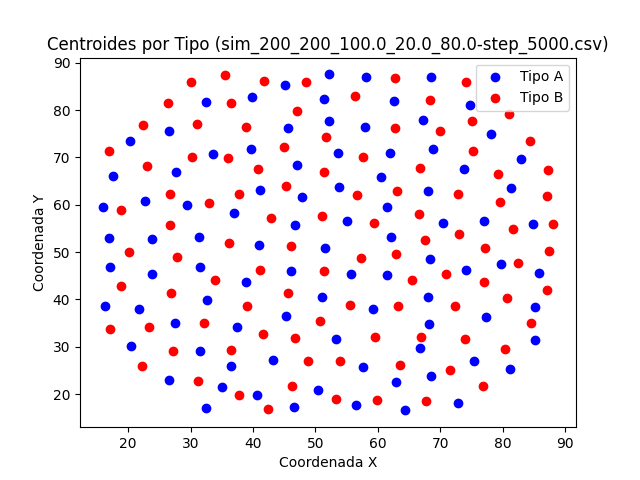 Centroides por Tipo (sim_200_200_100.0_20.0_80.0-step_5000.csv)
Tipo A
Tipo B
90
80
70
60
50
40
30
20
Coordenada Y
20 30 40 50 60 70 80 90
Coordenada X